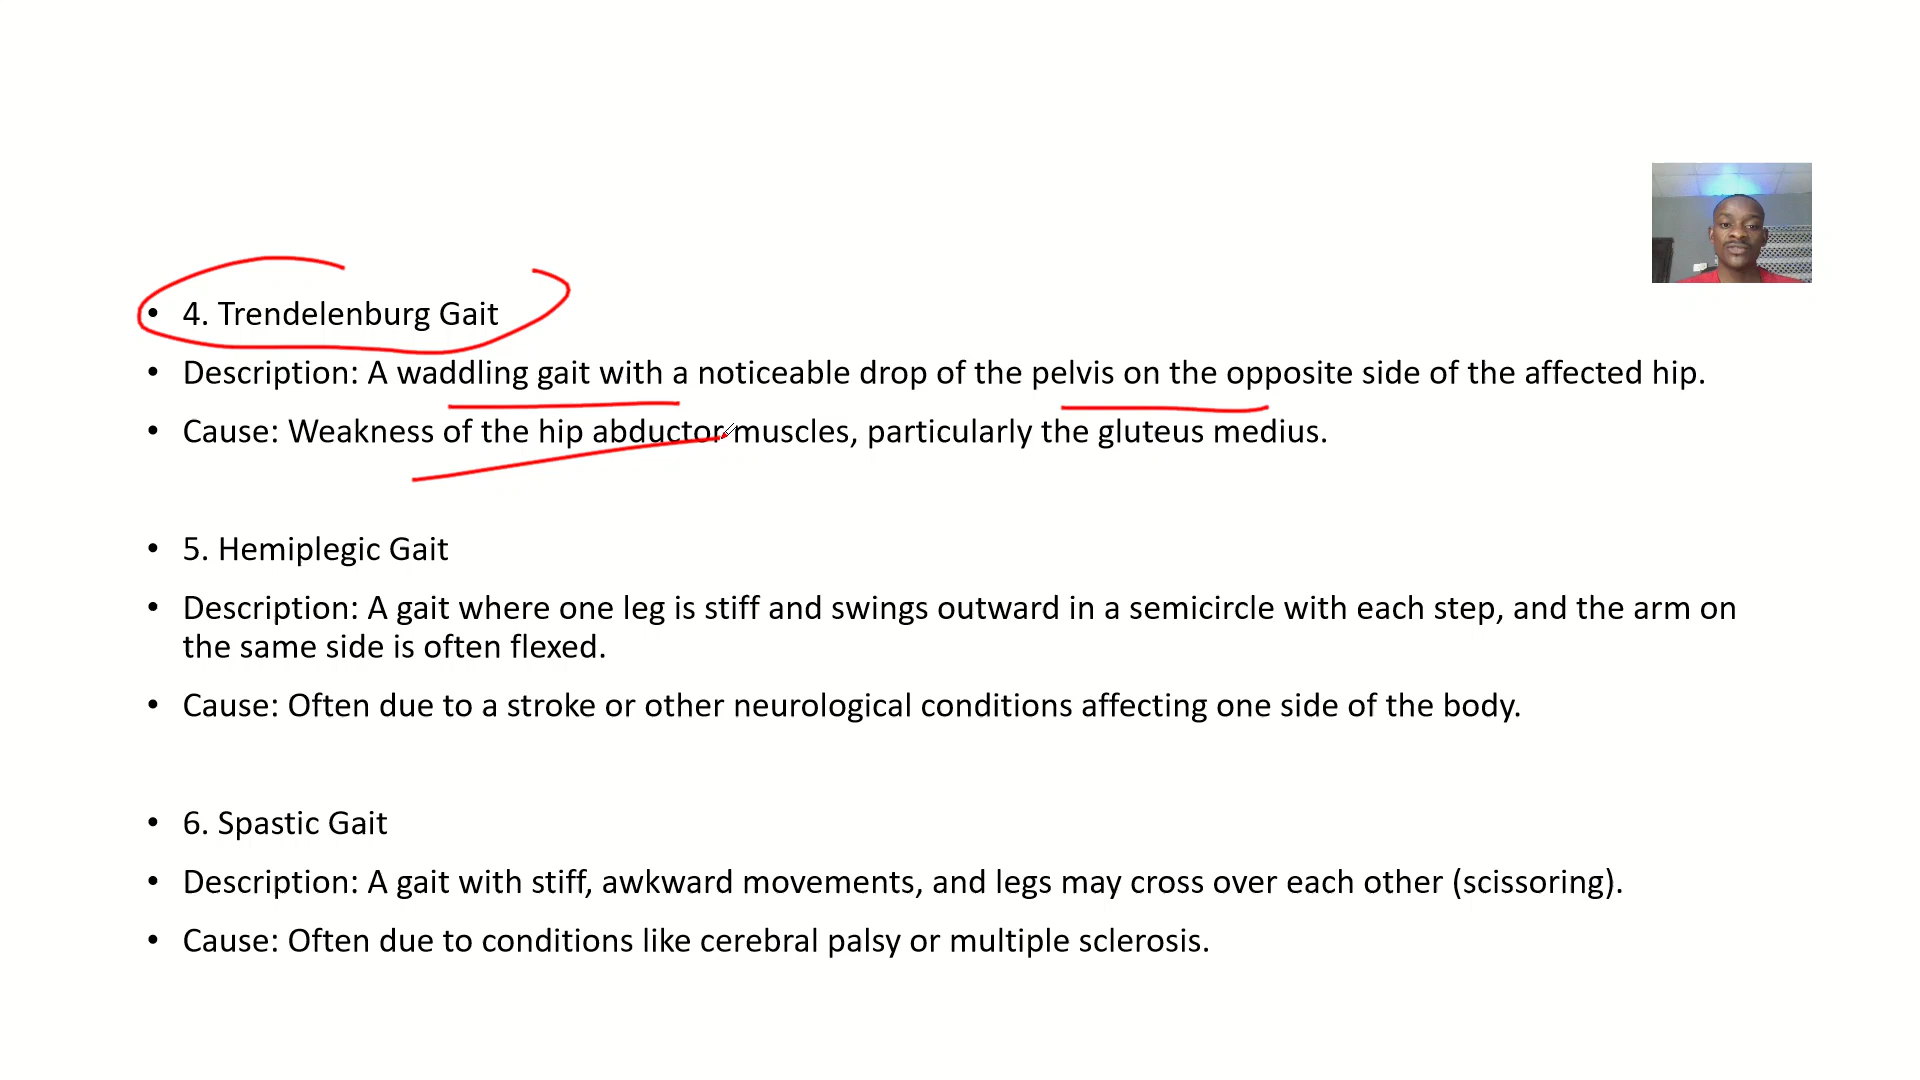 • 4. Trendelenburg Gait
• Description: A waddling gait with a noticeable drop of the pelvis on the opposite side of the affected hip.
• Cause: Weakness of the hip abductor muscles, particularly the gluteus medius.
• 5. Hemiplegic Gait
• Description: A gait where one leg is stiff and swings outward in a semicircle with each step, and the arm on
the same side is often flexed.
• Cause: Often due to a stroke or other neurological conditions affecting one side of the body.
• 6. Spastic Gait
• Description: A gait with stiff, awkward movements, and legs may cross over each other (scissoring).
• Cause: Often due to conditions like cerebral palsy or multiple sclerosis.